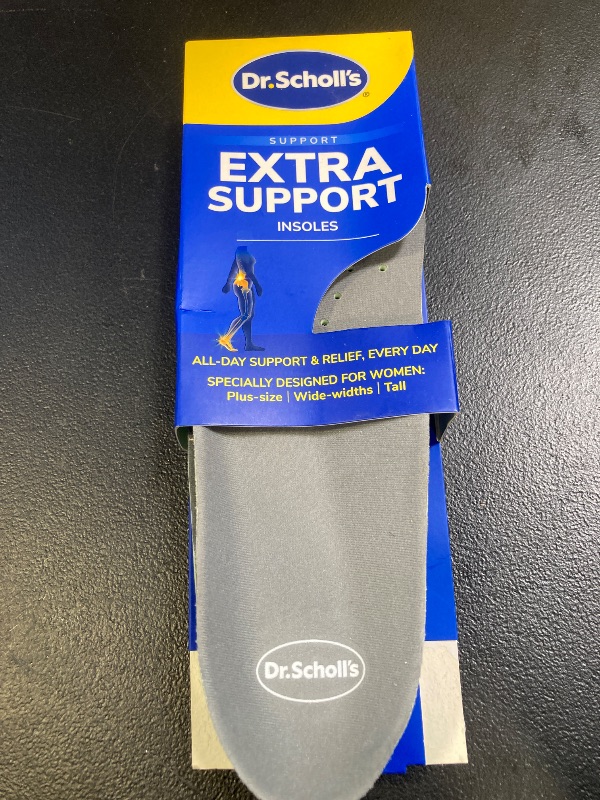 Dr.Scholl's®
SUPPORT
EXTRA
SUPPORT
INSOLES
ALL-DAY SUPPORT & RELIEF, EVERY DAY
SPECIALLY DESIGNED FOR WOMEN:
Plus-size | Wide-widths | Tall
Dr.Scholl's